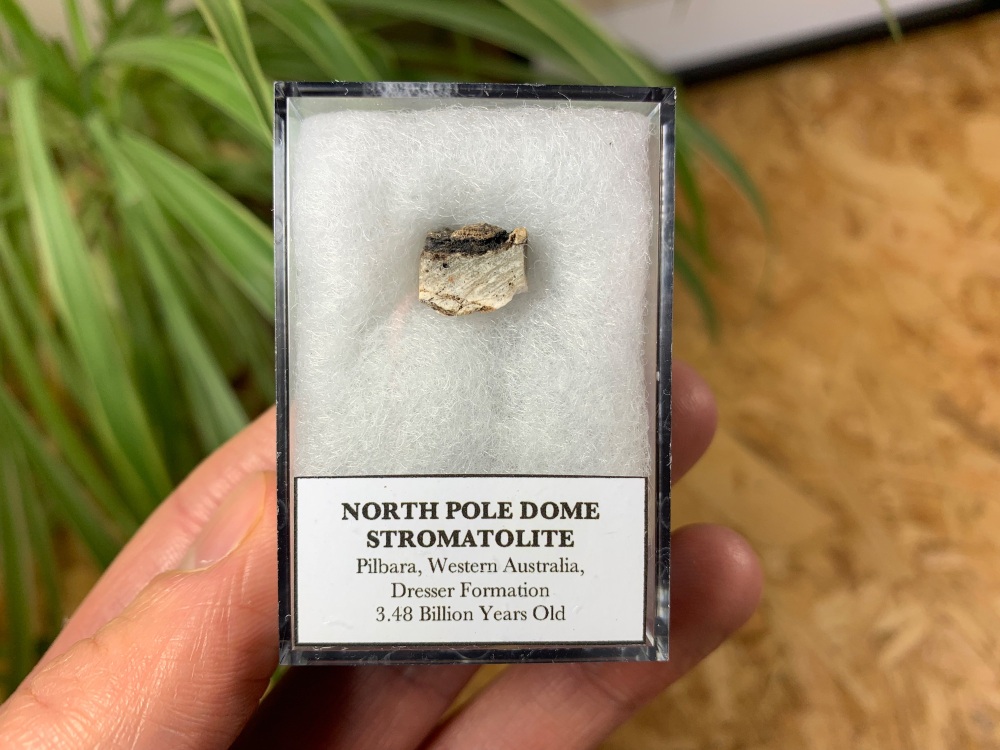 NORTH POLE DOME
STROMATOLITE
Pilbara, Western Australia,
Dresser Formation
3.48 Billion Years Old